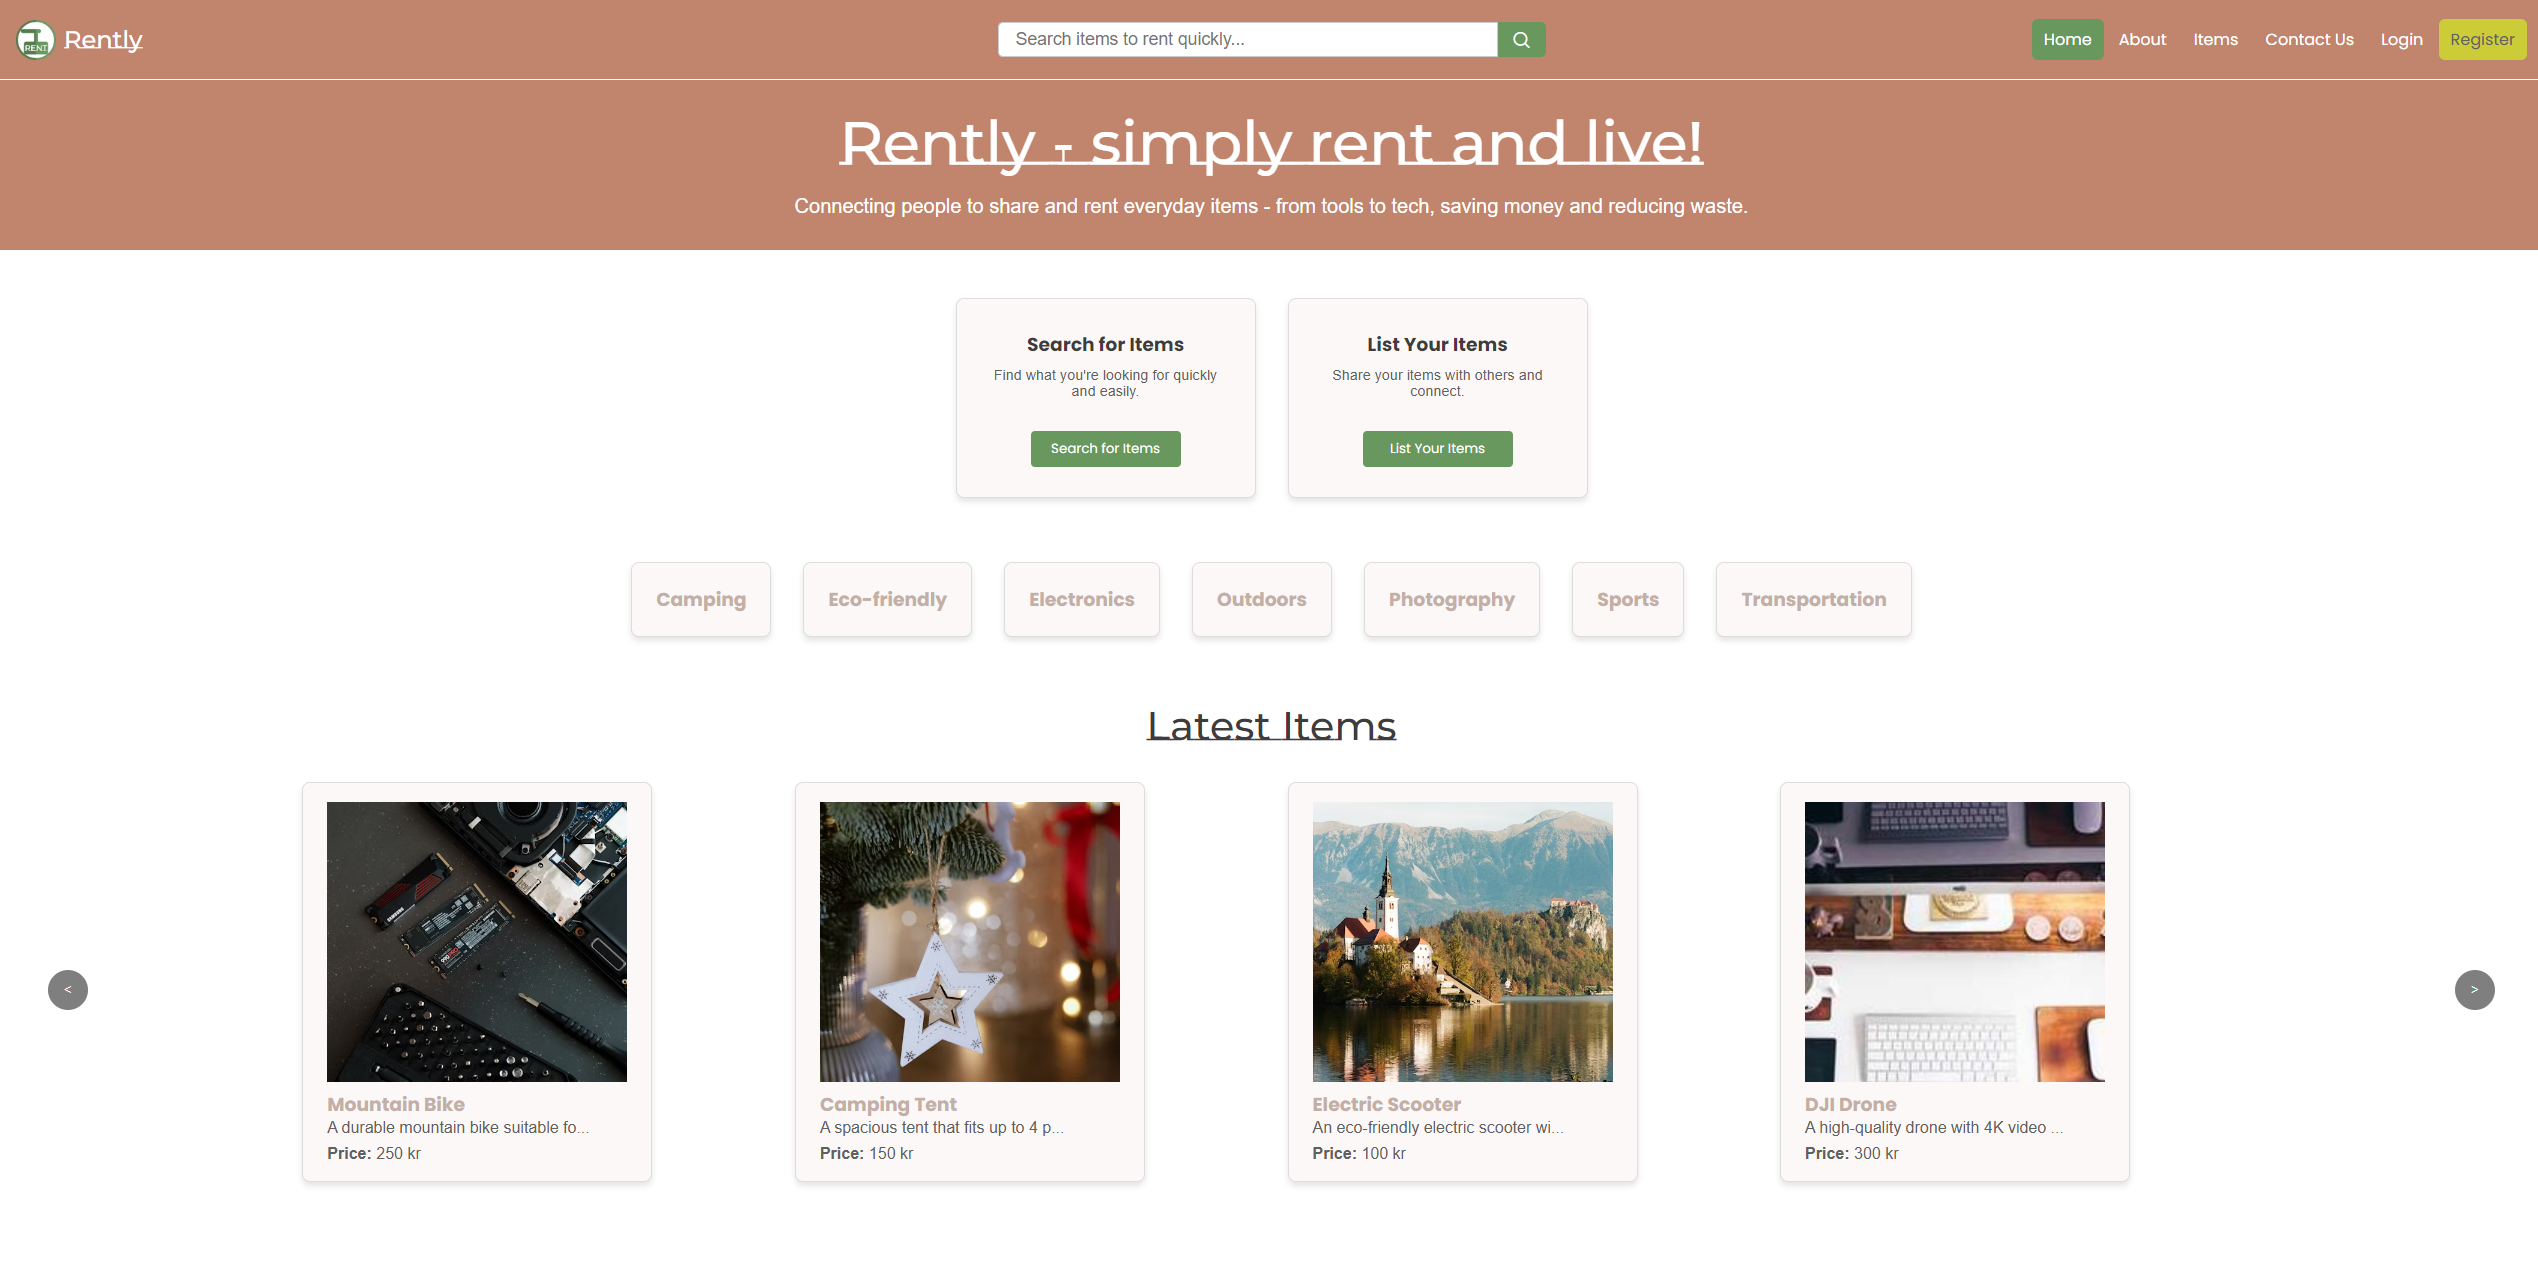 RENT
Rently
Search items to rent quickly...
Home
About
Items
Contact Us
Login
Register
Rently - simply rent and live!
Connecting people to share and rent everyday items - from tools to tech, saving money and reducing waste.
Search for Items
Find what you're looking for quickly
and easily.
Search for Items
List Your Items
Share your items with others and
connect.
List Your Items
Camping
Eco-friendly
Electronics
Outdoors
Photography
Sports
Transportation
Latest Items
<
SAMSUNG
Mountain Bike
A durable mountain bike suitable fo...
Price: 250 kr
Camping Tent
A spacious tent that fits up to 4 p...
Price: 150 kr
Electric Scooter
An eco-friendly electric scooter wi...
Price: 100 kr
DJI Drone
A high-quality drone with 4K video ...
Price: 300 kr
>